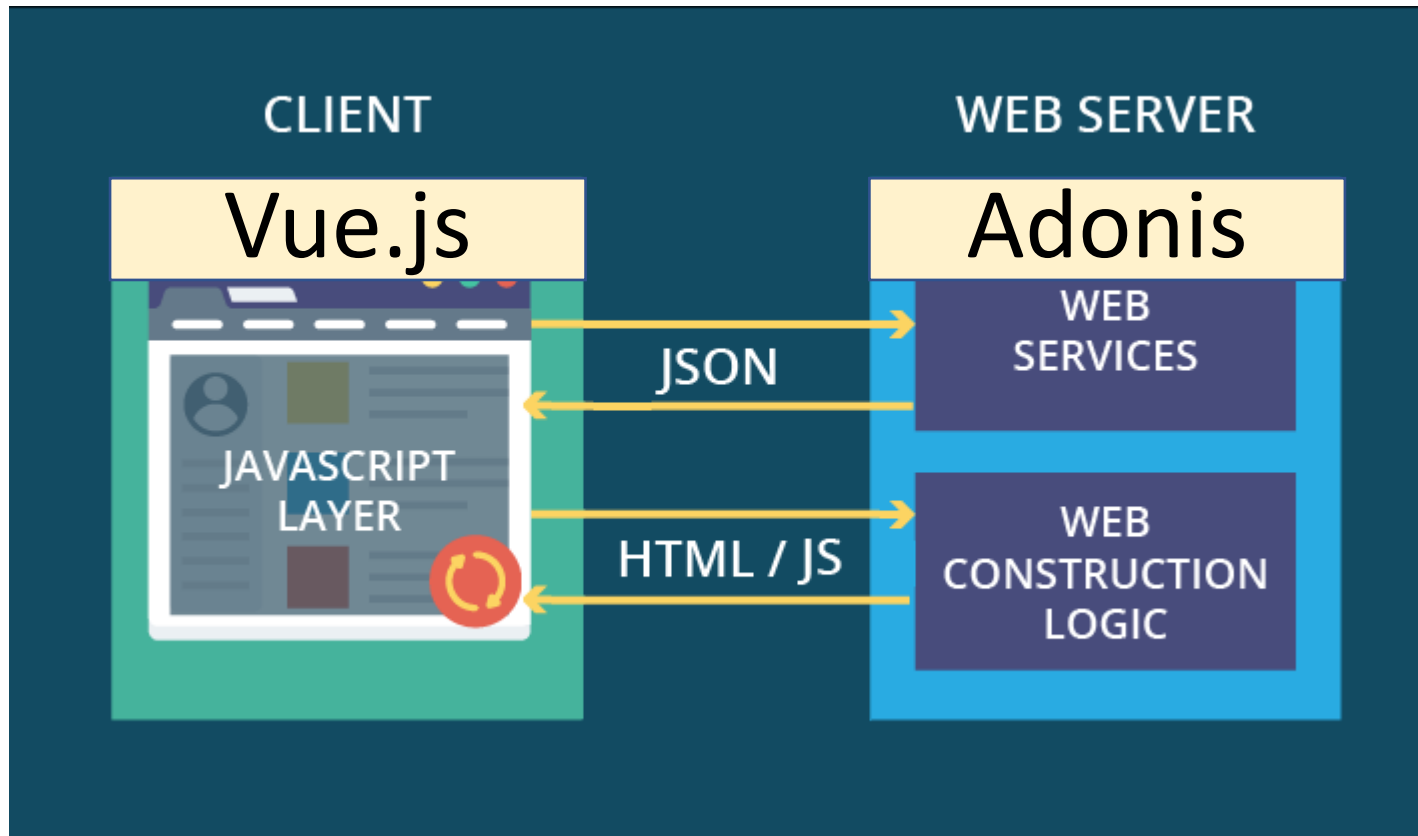 CLIENT
WEB SERVER
Vue.js
Adonis
WEB
SERVICES
JSON
JAVASCRIPT
LAYER
HTML / JS
WEB
CONSTRUCTION
LOGIC